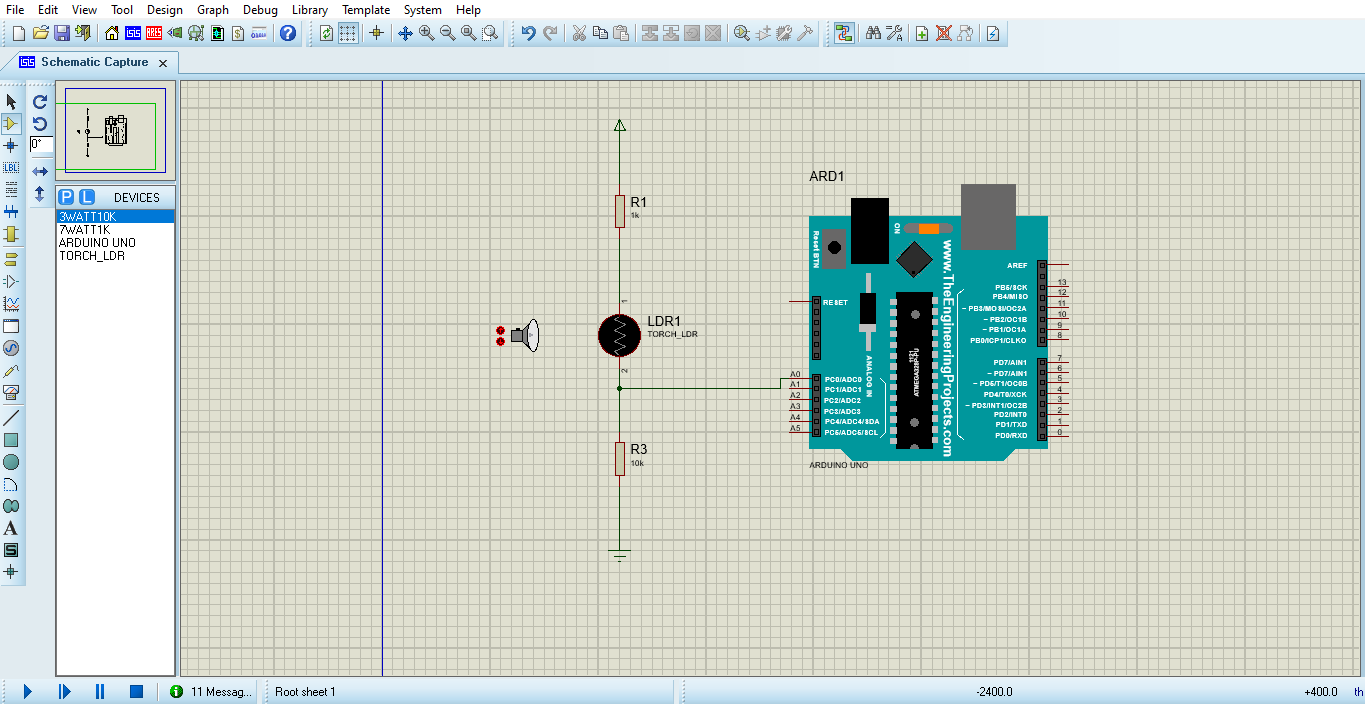 File Edit View Tool Design Graph Debug Library Template System Help
Schematic Capture
0°
LBL
P L DEVICES
3WATT10K
7WATT1K
ARDUINO UNO
TORCH_LDR
R1
1k
1
LDR1
TORCH_LDR
2
R3
10k
ARD1
Reset BTN
ON
www.TheEngineeringProjects.com
RESET
ANALOG IN
ATMEGA328P-PU
1121
A0 PC0/ADC0
A1 PC1/ADC1
A2 PC2/ADC2
A3 PC3/ADC3
A4 PC4/ADC4/SDA
A5 PC5/ADC5/SCL
AREF
PB5/SCK 13
PB4/MISO 12
~ PB3/MOSI/OC2A 11
~ PB2/OC1B 10
~ PB1/OC1A 9
PB0/ICP1/CLKO 8
PD7/AIN1 7
~ PD7/AIN1 6
~ PD5/T1/OC0B 5
PD4/T0/XCK 4
~ PD3/INT1/OC2B 3
PD2/INT0 2
PD1/TXD 1
PD0/RXD 0
ARDUINO UNO
11 Messag... Root sheet 1 -2400.0 +400.0 th